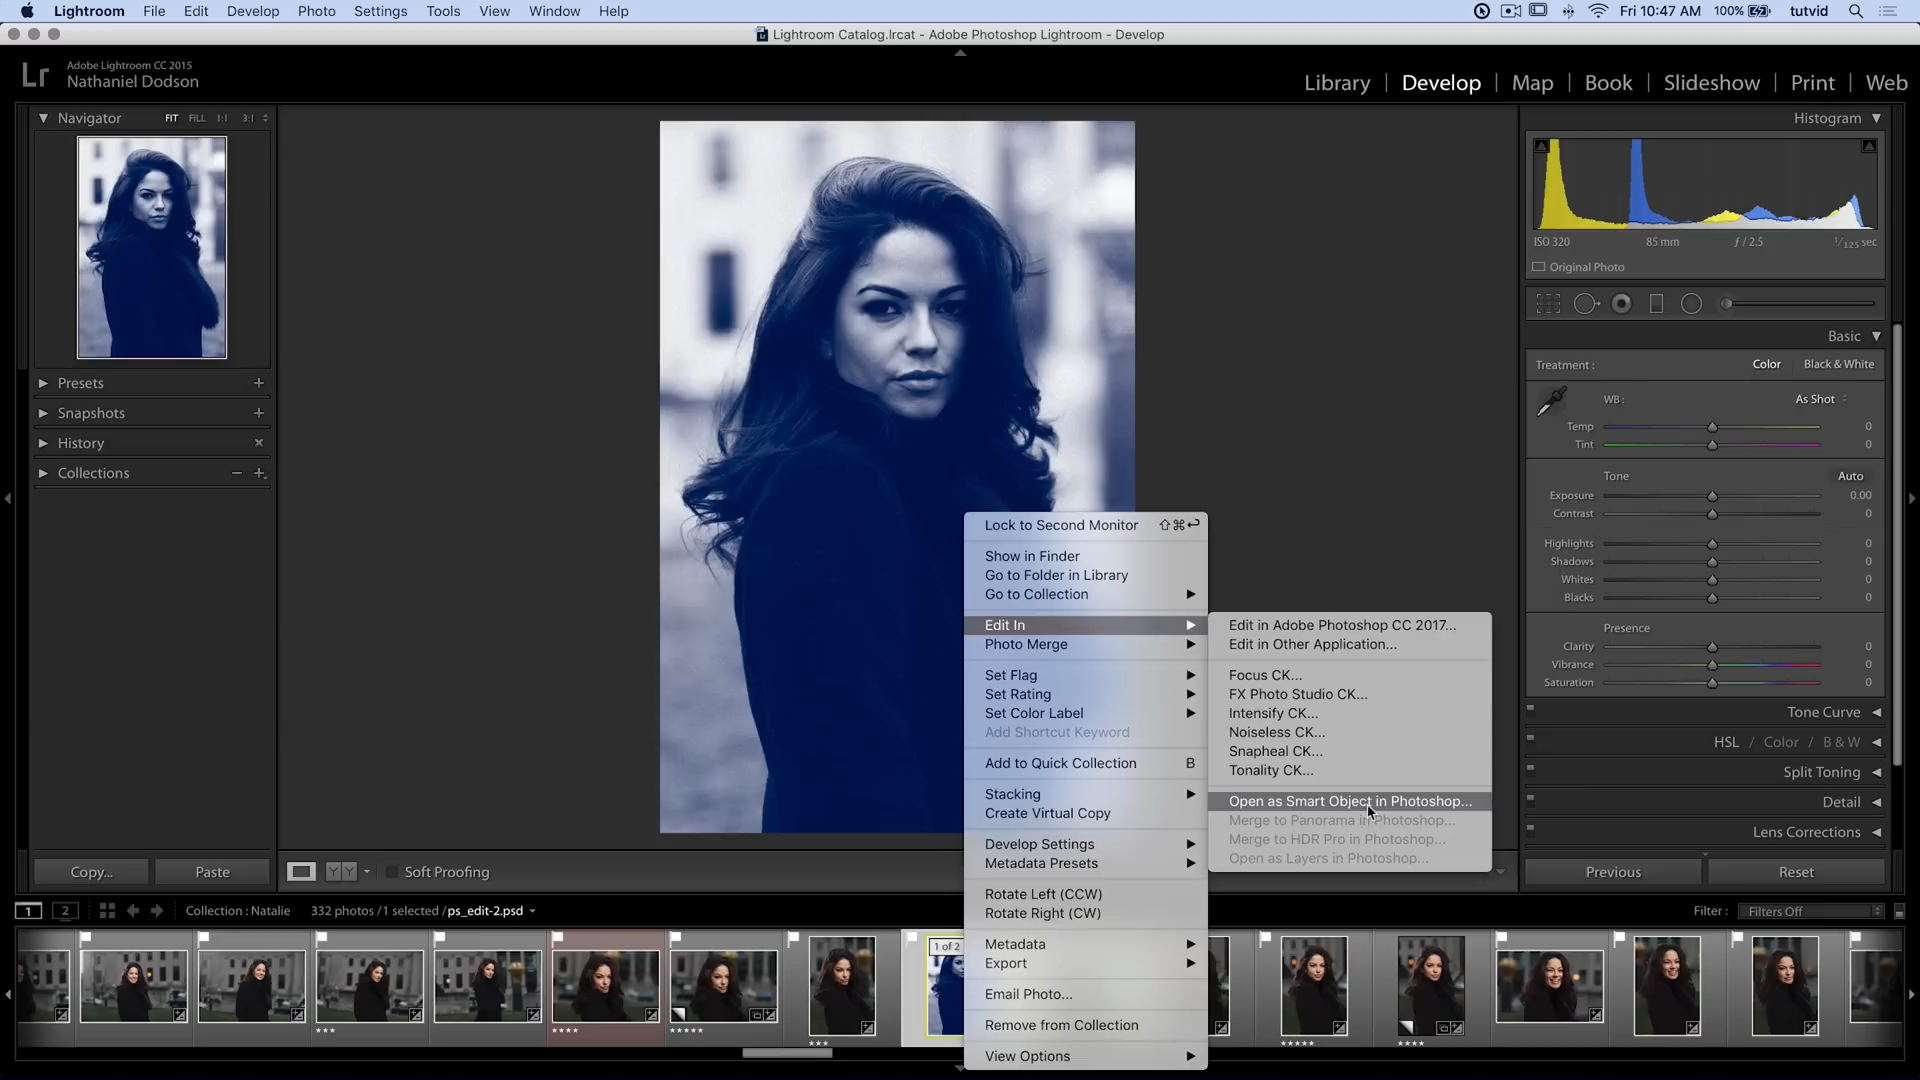 Lightroom File Edit Develop Photo Settings Tools View Window Help Fri 10:47 AM 100% tutvid
Lightroom Catalog.lrcat - Adobe Photoshop Lightroom - Develop
Lr Adobe Lightroom CC 2015
Nathaniel Dodson
Library | Develop | Map | Book | Slideshow | Print | Web
Navigator FIT FILL 1:1 3:1
Presets
Snapshots
History
Collections
Copy... Paste
Histogram
ISO 320 85 mm f / 2.5 1/125 sec
Original Photo
Basic
Treatment : Color Black & White
WB : As Shot
Temp 0
Tint 0
Tone Auto
Exposure 0.00
Contrast 0
Highlights 0
Shadows 0
Whites 0
Blacks 0
Presence
Clarity 0
Vibrance 0
Saturation 0
Tone Curve
HSL / Color / B & W
Split Toning
Detail
Lens Corrections
Previous Reset
Lock to Second Monitor ⇧⌘↩
Show in Finder
Go to Folder in Library
Go to Collection
Edit In
Photo Merge
Set Flag
Set Rating
Set Color Label
Add Shortcut Keyword
Add to Quick Collection B
Stacking
Create Virtual Copy
Develop Settings
Metadata Presets
Rotate Left (CCW)
Rotate Right (CW)
Metadata
Export
Email Photo...
Remove from Collection
View Options
Edit in Adobe Photoshop CC 2017...
Edit in Other Application...
Focus CK...
FX Photo Studio CK...
Intensify CK...
Noiseless CK...
Snapheal CK...
Tonality CK...
Open as Smart Object in Photoshop...
Merge to Panorama in Photoshop...
Merge to HDR Pro in Photoshop...
Open as Layers in Photoshop...
YY Soft Proofing
1 2 Collection : Natalie 332 photos / 1 selected / ps_edit-2.psd Filter : Filters Off
1 of 2